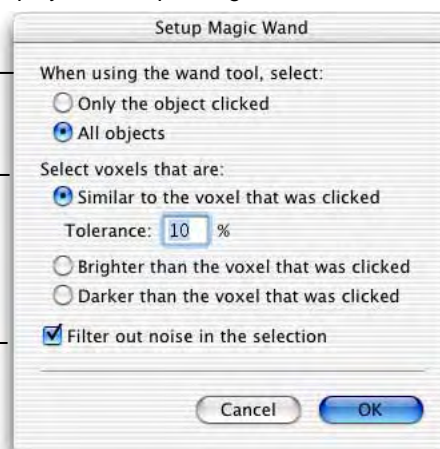 Setup Magic Wand
When using the wand tool, select:
Only the object clicked
All objects
Select voxels that are:
Similar to the voxel that was clicked
Tolerance: 10 %
Brighter than the voxel that was clicked
Darker than the voxel that was clicked
Filter out noise in the selection
Cancel OK